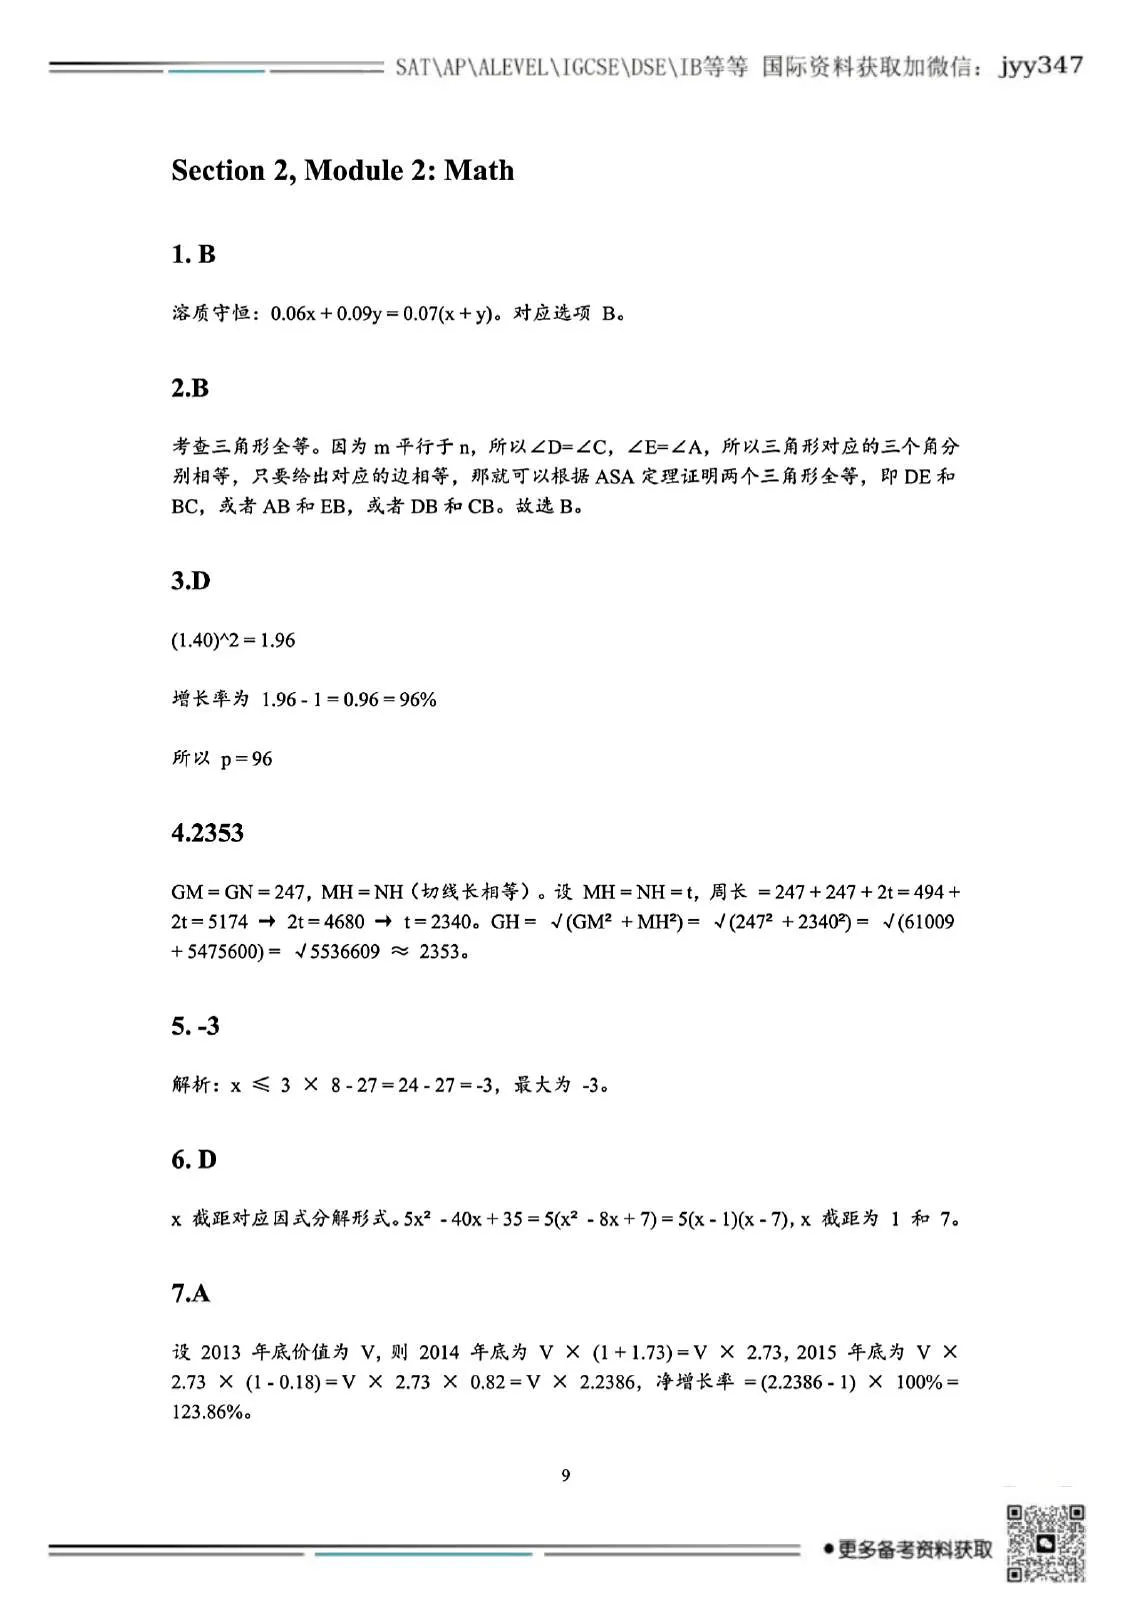 SAT\AP\ALEVEL\IGCSE\DSE\IB等等 国际资料获取加微信：jyy347
Section 2, Module 2: Math
1. B
溶质守恒：0.06x + 0.09y = 0.07(x + y)。对应选项 B。
2.B
考查三角形全等。因为 m 平行于 n，所以∠D=∠C，∠E=∠A，所以三角形对应的三个角分
别相等，只要给出对应的边相等，那就可以根据 ASA 定理证明两个三角形全等，即 DE 和
BC，或者 AB 和 EB，或者 DB 和 CB。故选 B。
3.D
(1.40)^2 = 1.96
增长率为 1.96 - 1 = 0.96 = 96%
所以 p = 96
4.2353
GM = GN = 247，MH = NH（切线长相等）。设 MH = NH = t，周长 = 247 + 247 + 2t = 494 +
2t = 5174 → 2t = 4680 → t = 2340。GH = √(GM² + MH²) = √(247² + 2340²) = √(61009
+ 5475600) = √5536609 ≈ 2353。
5. -3
解析：x ≤ 3 × 8 - 27 = 24 - 27 = -3，最大为 -3。
6. D
x 截距对应因式分解形式。5x² - 40x + 35 = 5(x² - 8x + 7) = 5(x - 1)(x - 7)，x 截距为 1 和 7。
7.A
设 2013 年底价值为 V，则 2014 年底为 V × (1 + 1.73) = V × 2.73，2015 年底为 V ×
2.73 × (1 - 0.18) = V × 2.73 × 0.82 = V × 2.2386，净增长率 = (2.2386 - 1) × 100% =
123.86%。
9
●更多备考资料获取